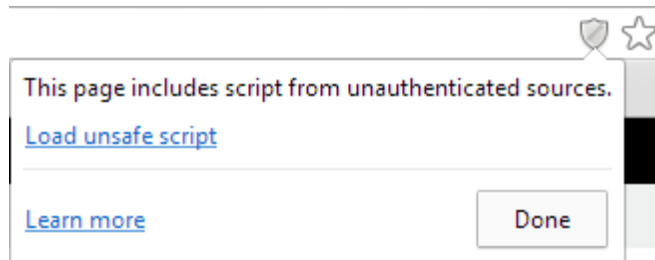 This page includes script from unauthenticated sources.
Load unsafe script
Learn more
Done